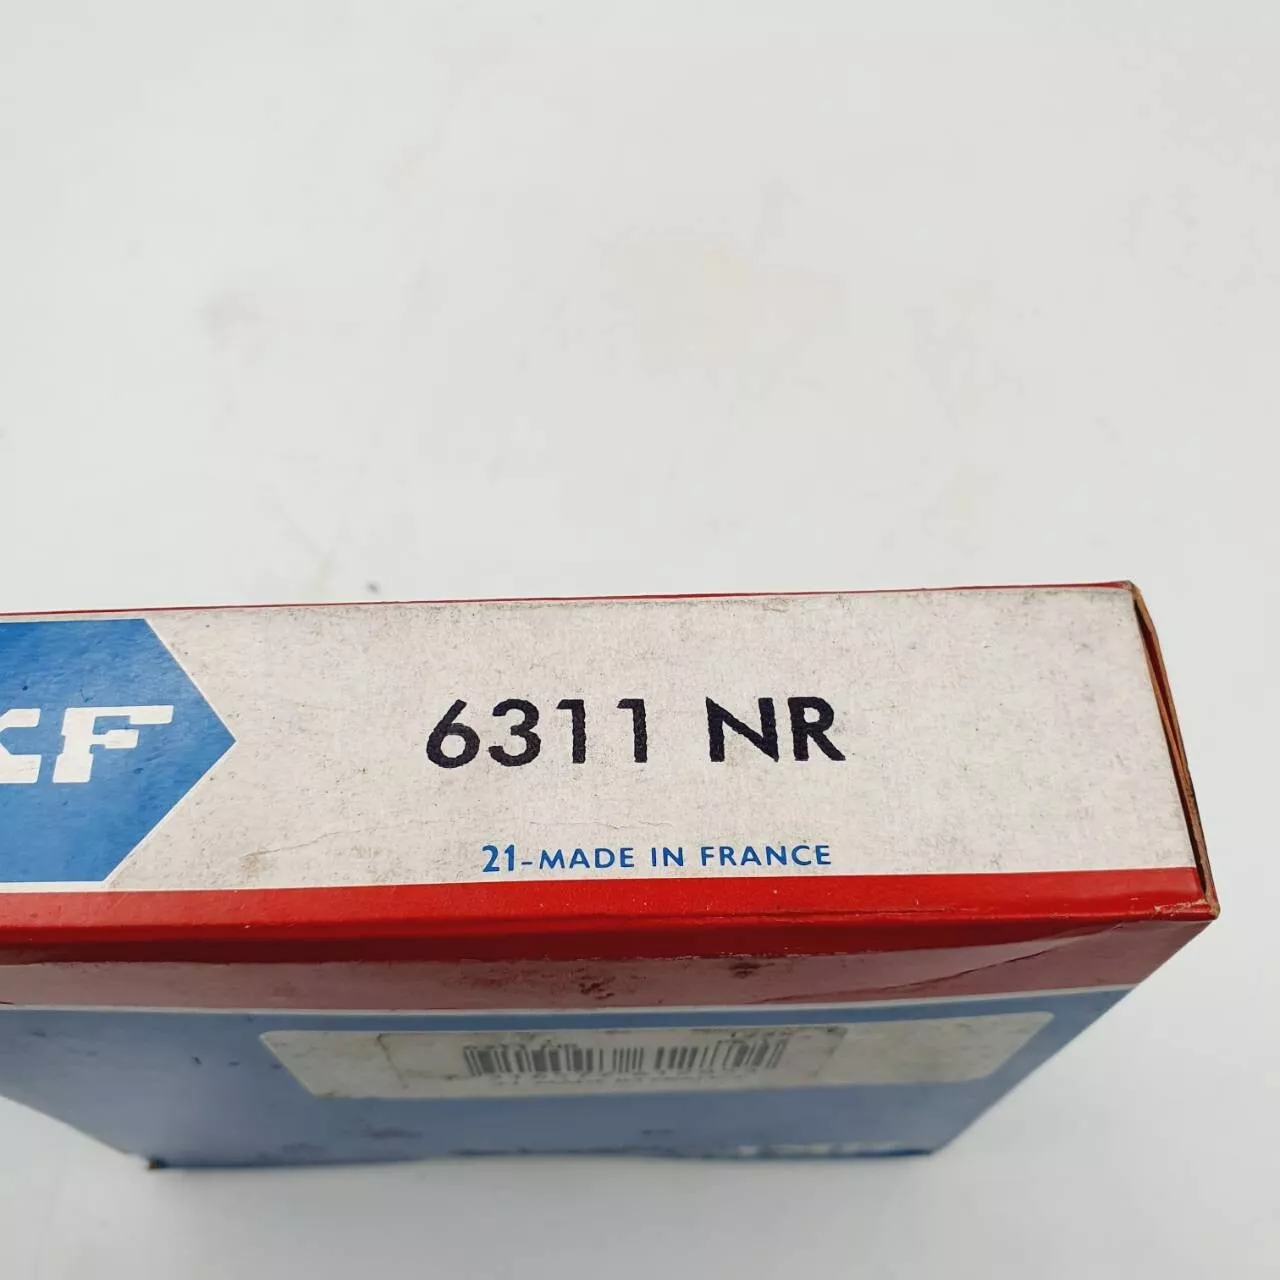 KF
6311 NR
21-MADE IN FRANCE